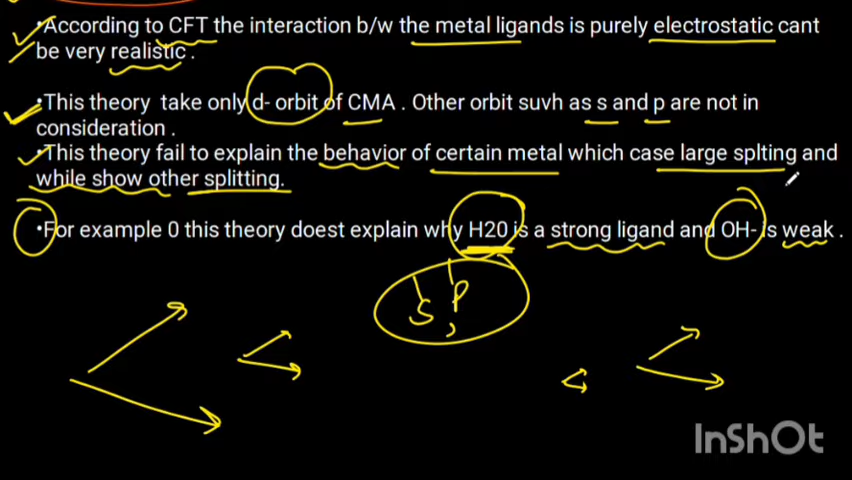 •According to CFT the interaction b/w the metal ligands is purely electrostatic cant
be very realistic .
•This theory take only d- orbit of CMA . Other orbit suvh as s and p are not in
consideration .
•This theory fail to explain the behavior of certain metal which case large splting and
while show other splitting.
•For example 0 this theory doest explain why H20 is a strong ligand and OH- is weak .
S, P
InShOt